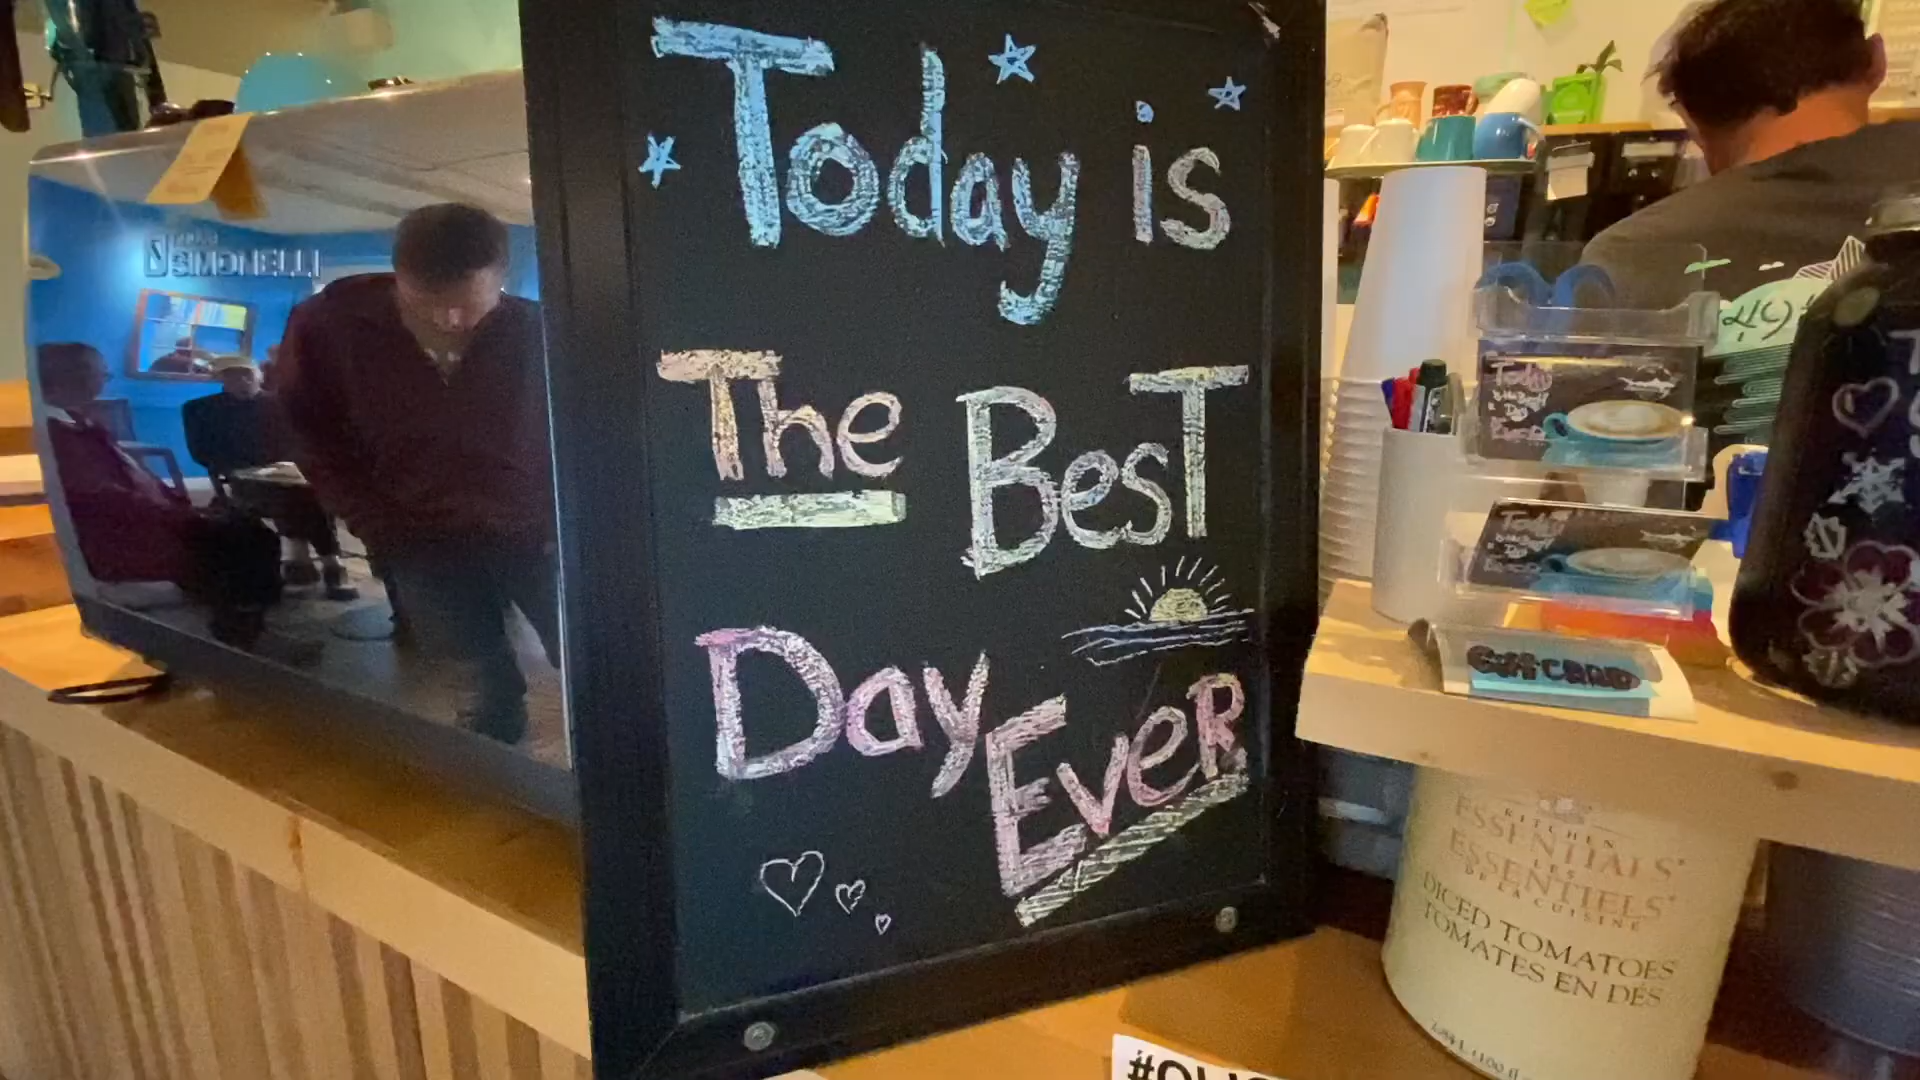 Today is
The BesT
Day
EveR
SIMONELLI
Gift CARD
KITCHEN
ESSENTIALS
LES
ESSENTIELS
DE LA CUISINE
DICED TOMATOES
TOMATES EN DÉS